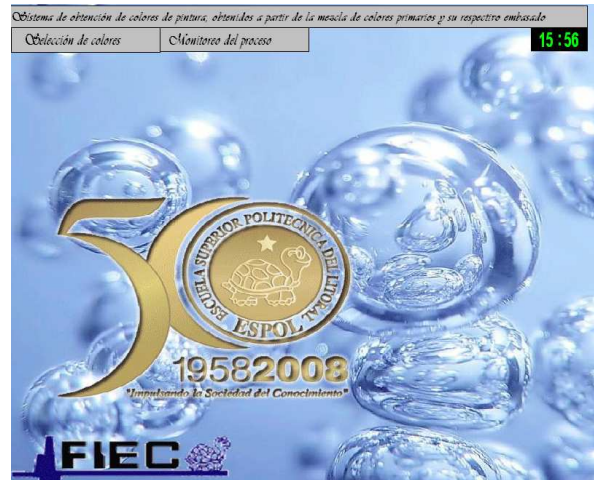 Sistema de obtención de colores de pintura, obtenidos a partir de la mezcla de colores primarios y su respectivo embasado
Selección de colores
Monitoreo del proceso
15:56
50
ESCUELA SUPERIOR POLITECNICA DEL LITORAL
ESPOL
19582008
"Impulsando la Sociedad del Conocimiento"
FIEC